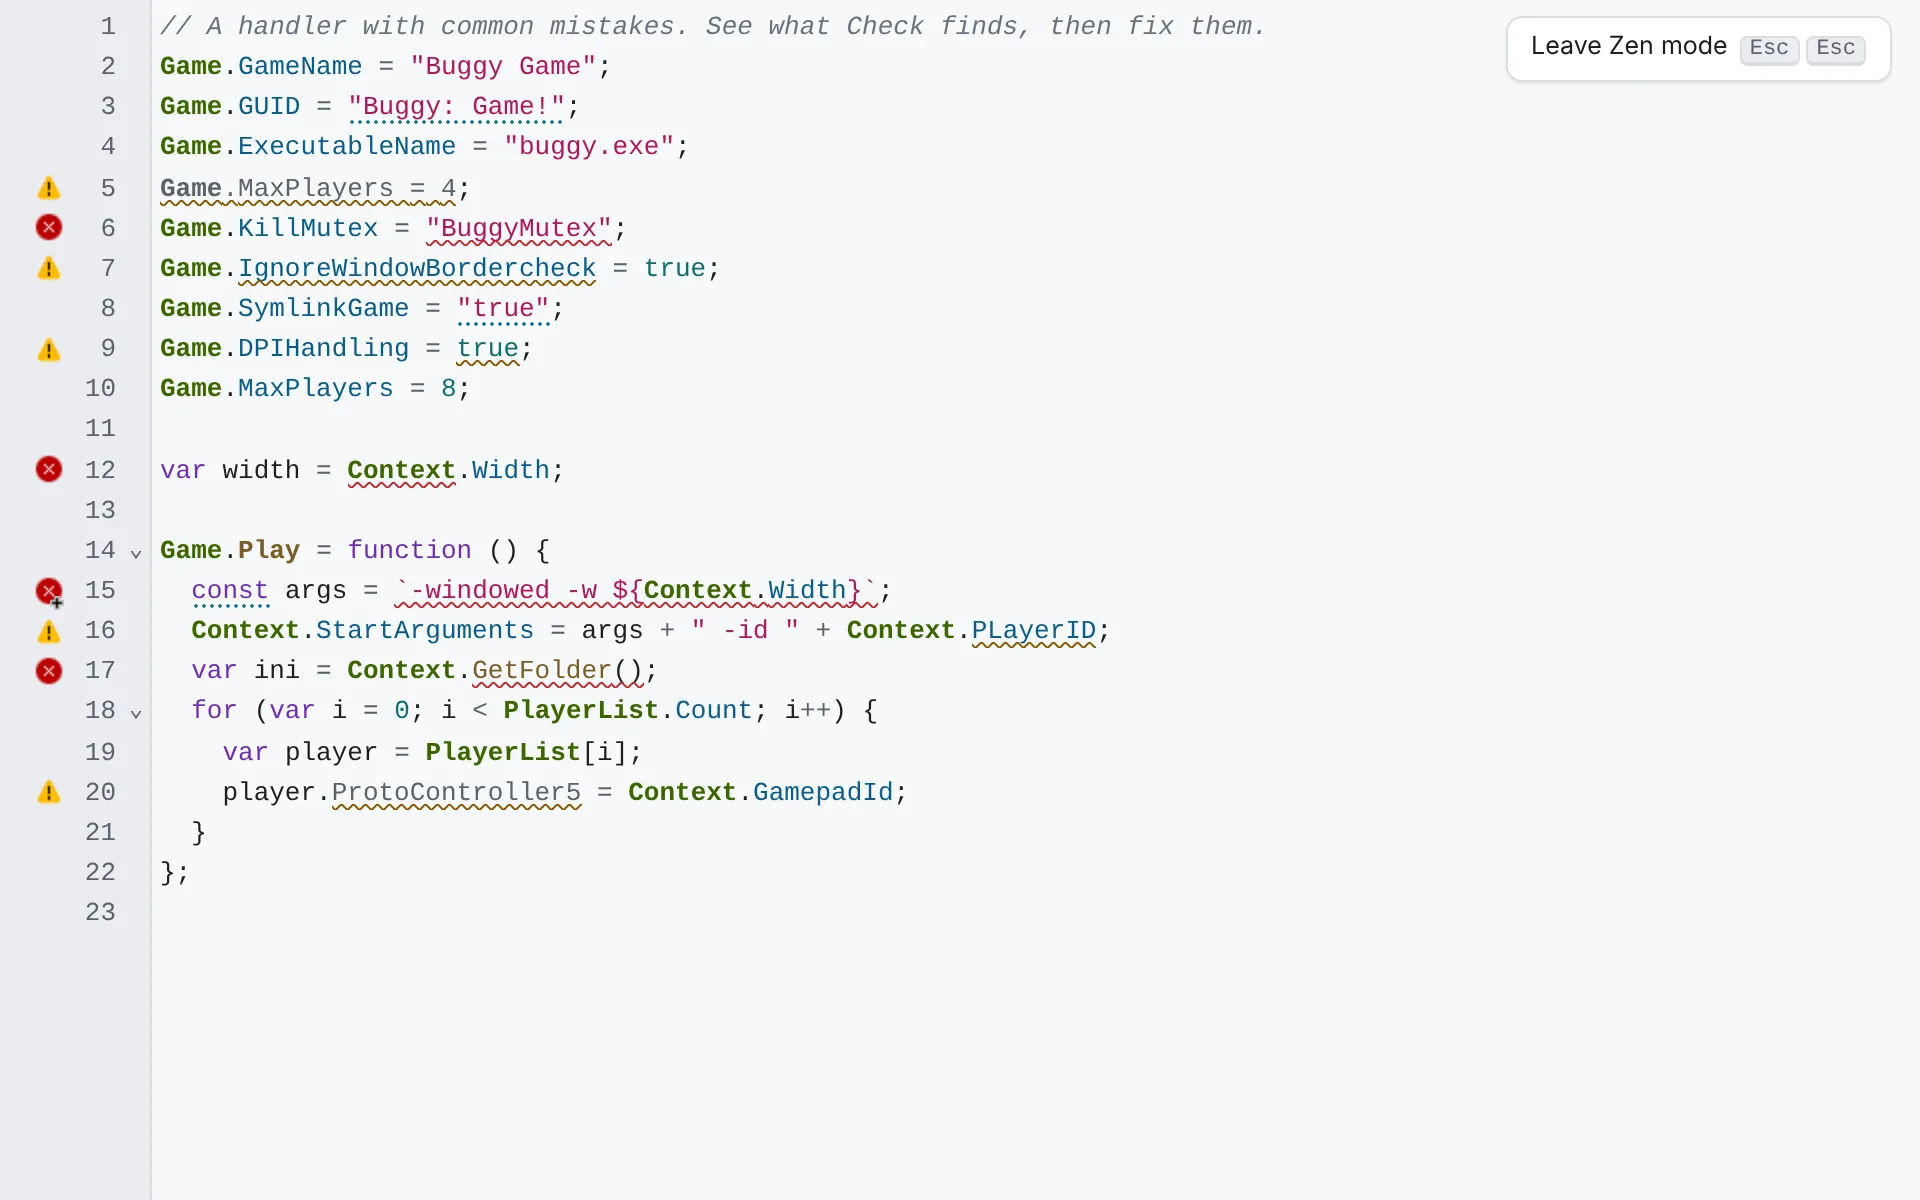 1 // A handler with common mistakes. See what Check finds, then fix them.
Leave Zen mode Esc Esc
2 Game.GameName = "Buggy Game";
3 Game.GUID = "Buggy: Game!";
4 Game.ExecutableName = "buggy.exe";
5 Game.MaxPlayers = 4;
6 Game.KillMutex = "BuggyMutex";
7 Game.IgnoreWindowBordercheck = true;
8 Game.SymlinkGame = "true";
9 Game.DPIHandling = true;
10 Game.MaxPlayers = 8;
11
12 var width = Context.Width;
13
14 Game.Play = function () {
15   const args = `-windowed -w ${Context.Width}`;
16   Context.StartArguments = args + " -id " + Context.PLayerID;
17   var ini = Context.GetFolder();
18   for (var i = 0; i < PlayerList.Count; i++) {
19     var player = PlayerList[i];
20     player.ProtoController5 = Context.GamepadId;
21   }
22 };
23